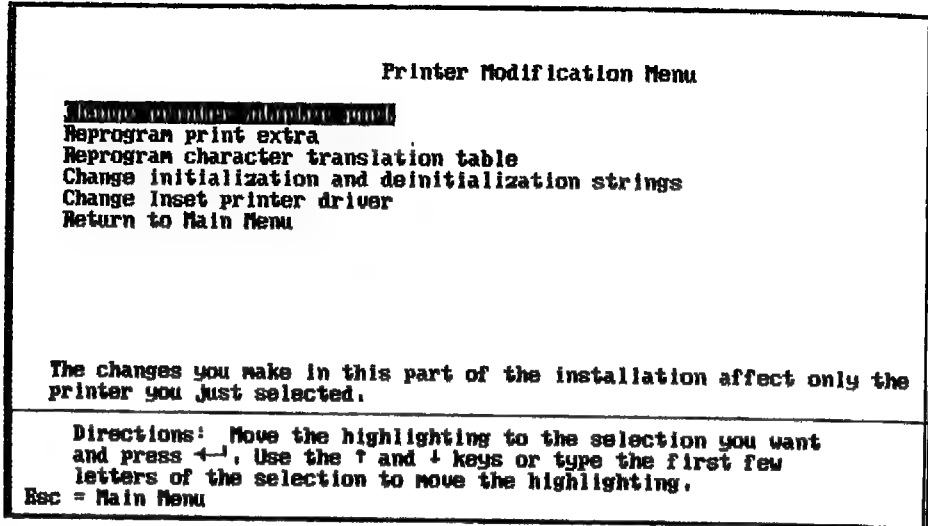 Printer Modification Menu
printer
Reprogram print extra
Reprogram character translation table
Change initialization and deinitialization strings
Change Inset printer driver
Return to Main Menu
The changes you make in this part of the installation affect only the
printer you just selected.
Directions: Move the highlighting to the selection you want
and press ←┘. Use the ↑ and ↓ keys or type the first few
letters of the selection to move the highlighting.
Esc = Main Menu